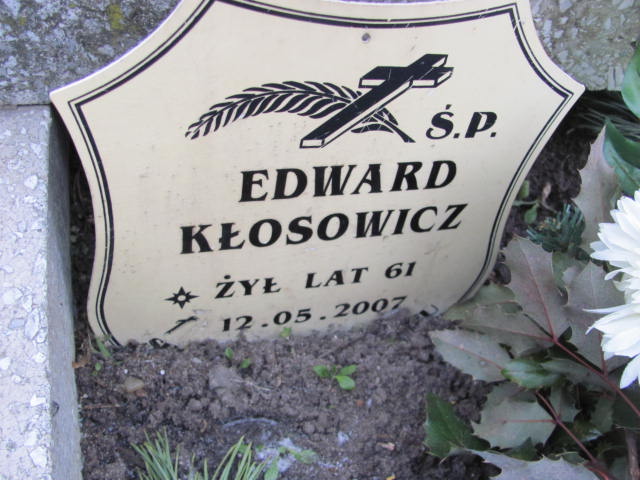 Ś.P.
EDWARD
KŁOSOWICZ
ŻYŁ LAT 61
12.05.2007